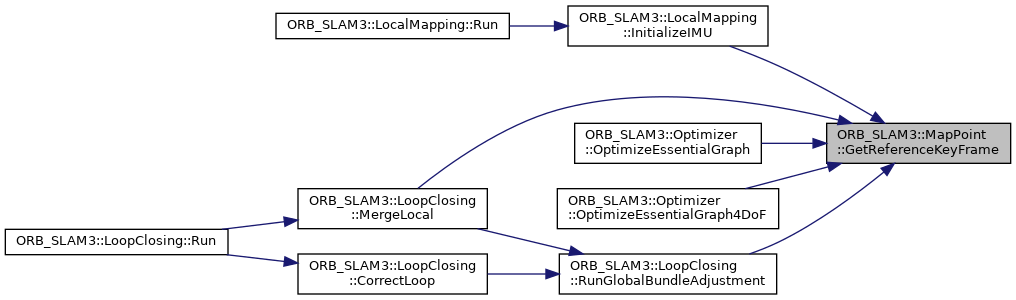 ORB_SLAM3::LocalMapping::Run
ORB_SLAM3::LocalMapping
::InitializeIMU
ORB_SLAM3::Optimizer
::OptimizeEssentialGraph
ORB_SLAM3::MapPoint
::GetReferenceKeyFrame
ORB_SLAM3::LoopClosing
::MergeLocal
ORB_SLAM3::Optimizer
::OptimizeEssentialGraph4DoF
ORB_SLAM3::LoopClosing::Run
ORB_SLAM3::LoopClosing
::CorrectLoop
ORB_SLAM3::LoopClosing
::RunGlobalBundleAdjustment